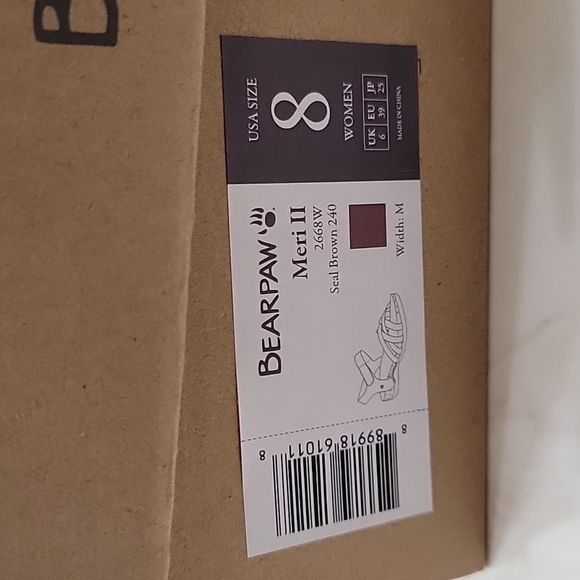 B
BEARPAW
Meri II
2668W
Seal Brown 240
Width: M
USA SIZE
8
WOMEN
UK EU JP
6 39 25
MADE IN CHINA
8 89918 61011 8